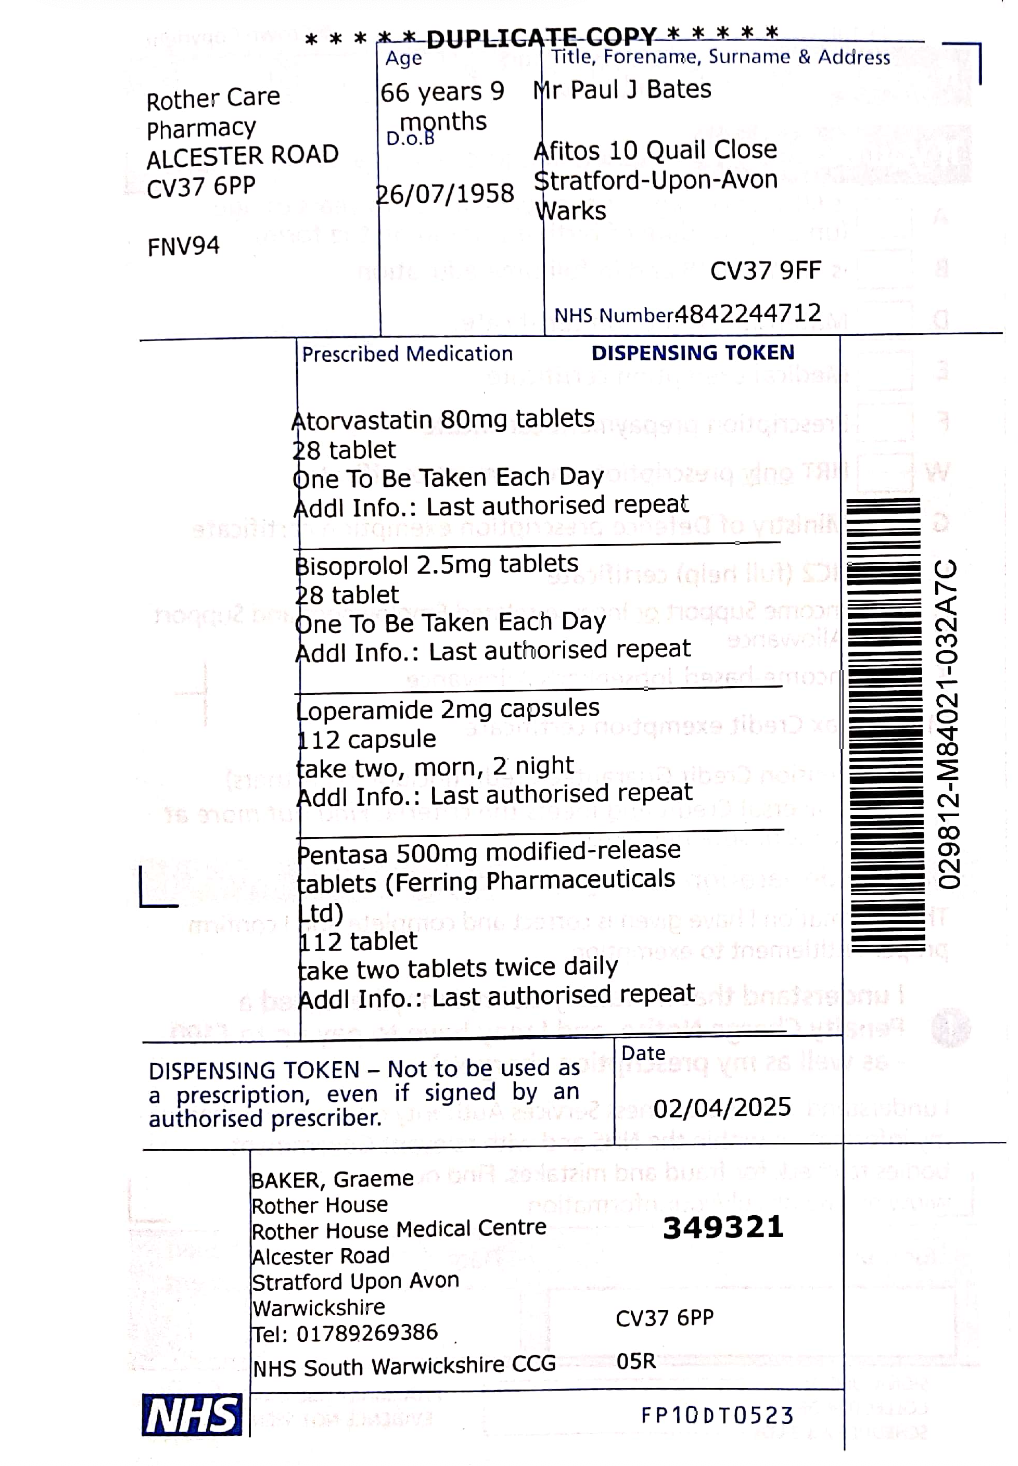 * * * * * DUPLICATE COPY * * * * *
Rother Care
Pharmacy
ALCESTER ROAD
CV37 6PP
FNV94
Age
66 years 9
months
D.o.B
26/07/1958
Title, Forename, Surname & Address
Mr Paul J Bates
Afitos 10 Quail Close
Stratford-Upon-Avon
Warks
CV37 9FF
NHS Number4842244712
Prescribed Medication
DISPENSING TOKEN
Atorvastatin 80mg tablets
28 tablet
One To Be Taken Each Day
Addl Info.: Last authorised repeat
Bisoprolol 2.5mg tablets
28 tablet
One To Be Taken Each Day
Addl Info.: Last authorised repeat
Loperamide 2mg capsules
112 capsule
take two, morn, 2 night
Addl Info.: Last authorised repeat
Pentasa 500mg modified-release
tablets (Ferring Pharmaceuticals
Ltd)
112 tablet
take two tablets twice daily
Addl Info.: Last authorised repeat
029812-M84021-032A7C
DISPENSING TOKEN – Not to be used as
a prescription, even if signed by an
authorised prescriber.
Date
02/04/2025
BAKER, Graeme
Rother House
Rother House Medical Centre
Alcester Road
Stratford Upon Avon
Warwickshire
Tel: 01789269386
349321
CV37 6PP
NHS South Warwickshire CCG
05R
NHS
FP10DT0523